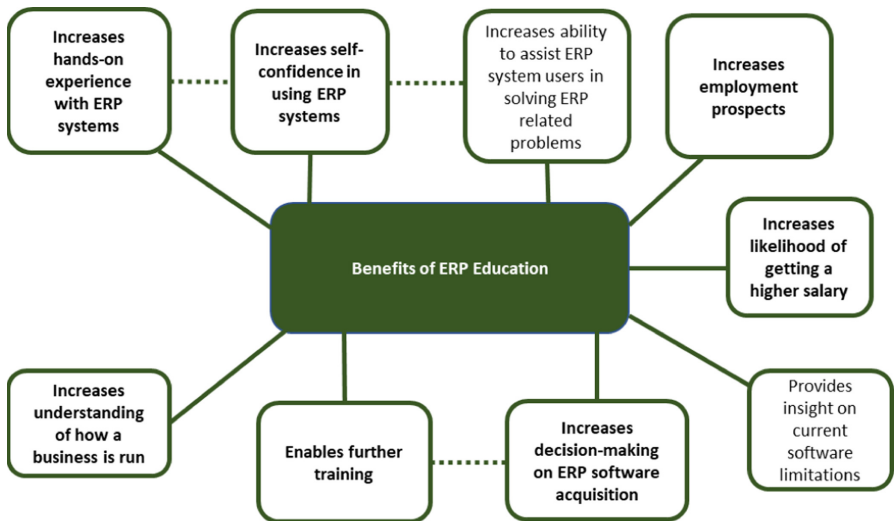 Increases
hands-on
experience
with ERP
systems
Increases self-
confidence in
using ERP
systems
Increases ability
to assist ERP
system users in
solving ERP
related
problems
Increases
employment
prospects
Benefits of ERP Education
Increases
likelihood of
getting a
higher salary
Increases
understanding
of how a
business is run
Enables further
training
Increases
decision-making
on ERP software
acquisition
Provides
insight on
current
software
limitations